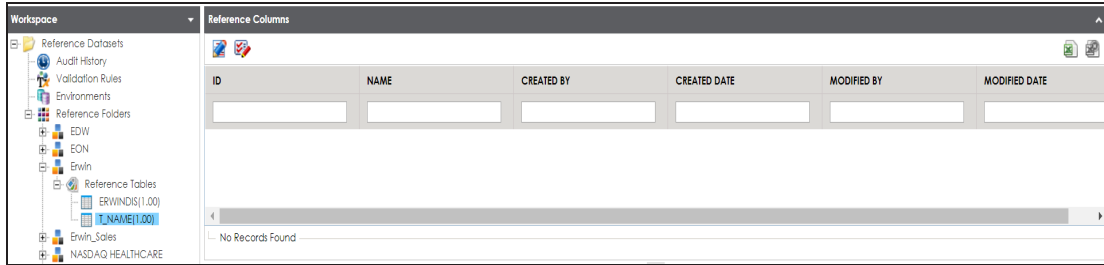 Workspace
Reference Datasets
Audit History
Validation Rules
Environments
Reference Folders
EDW
EON
Erwin
Reference Tables
ERWINDIS(1.00)
T_NAME(1.00)
Erwin_Sales
NASDAQ HEALTHCARE
Reference Columns
ID NAME CREATED BY CREATED DATE MODIFIED BY MODIFIED DATE
No Records Found